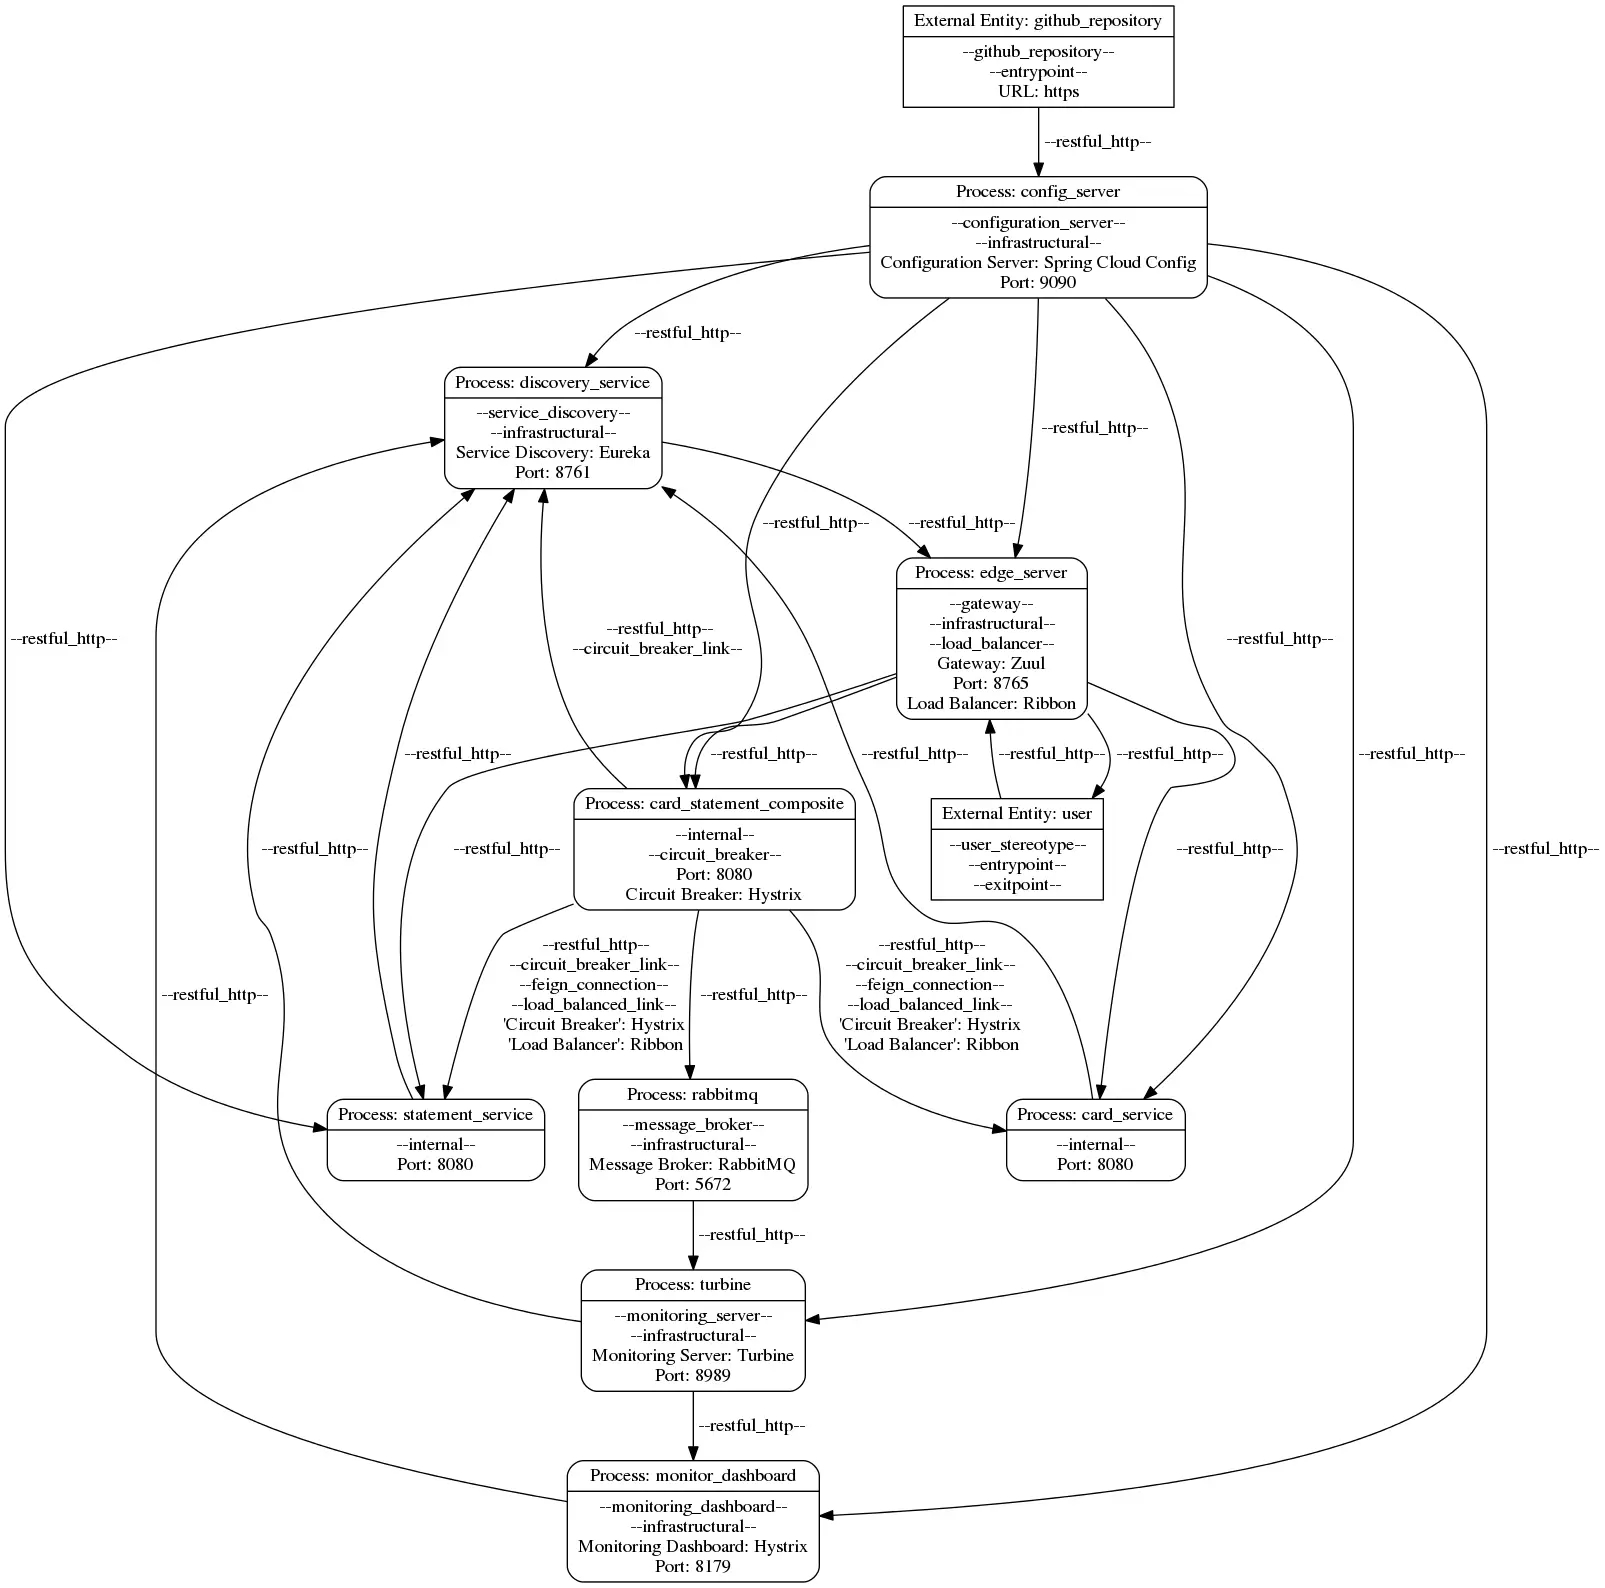 External Entity: github_repository
--github_repository--
--entrypoint--
URL: https
--restful_http--
Process: config_server
--configuration_server--
--infrastructural--
Configuration Server: Spring Cloud Config
Port: 9090
--restful_http--
Process: discovery_service
--service_discovery--
--infrastructural--
Service Discovery: Eureka
Port: 8761
--restful_http--
--restful_http--
--restful_http--
Process: edge_server
--gateway--
--infrastructural--
--load_balancer--
Gateway: Zuul
Port: 8765
Load Balancer: Ribbon
--restful_http--
--restful_http--
--circuit_breaker_link--
--restful_http--
--restful_http--
--restful_http--
--restful_http--
--restful_http--
--restful_http--
--restful_http--
Process: card_statement_composite
--internal--
--circuit_breaker--
Port: 8080
Circuit Breaker: Hystrix
External Entity: user
--user_stereotype--
--entrypoint--
--exitpoint--
--restful_http--
--restful_http--
--restful_http--
--restful_http--
--restful_http--
--restful_http--
--circuit_breaker_link--
--feign_connection--
--load_balanced_link--
'Circuit Breaker': Hystrix
'Load Balancer': Ribbon
--restful_http--
--restful_http--
--circuit_breaker_link--
--feign_connection--
--load_balanced_link--
'Circuit Breaker': Hystrix
'Load Balancer': Ribbon
Process: statement_service
--internal--
Port: 8080
Process: rabbitmq
--message_broker--
--infrastructural--
Message Broker: RabbitMQ
Port: 5672
Process: card_service
--internal--
Port: 8080
--restful_http--
Process: turbine
--monitoring_server--
--infrastructural--
Monitoring Server: Turbine
Port: 8989
--restful_http--
Process: monitor_dashboard
--monitoring_dashboard--
--infrastructural--
Monitoring Dashboard: Hystrix
Port: 8179